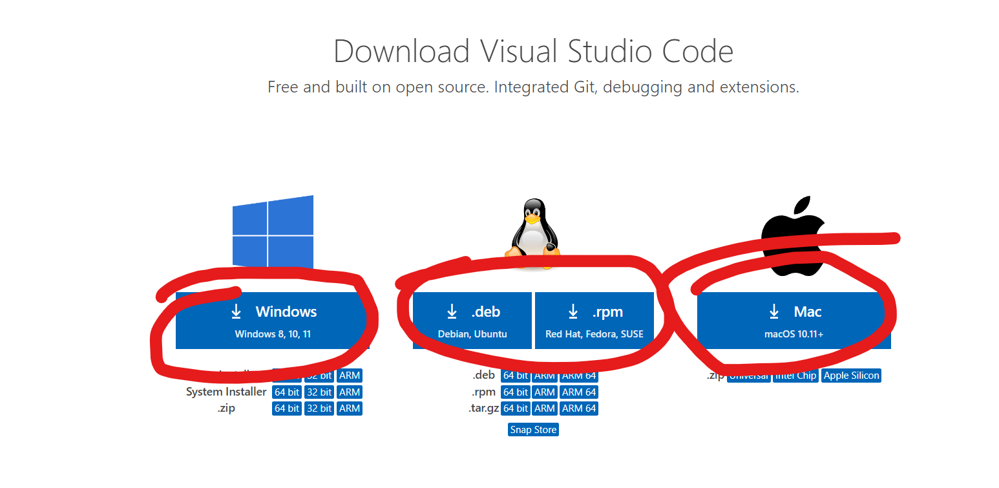 Download Visual Studio Code
Free and built on open source. Integrated Git, debugging and extensions.
Windows
Windows 8, 10, 11
.deb
Debian, Ubuntu
.rpm
Red Hat, Fedora, SUSE
Mac
macOS 10.11+
32 bit ARM
System Installer 64 bit 32 bit ARM
.zip 64 bit 32 bit ARM
.deb 64 bit ARM ARM 64
.rpm 64 bit ARM ARM 64
.tar.gz 64 bit ARM ARM 64
Snap Store
.zip Universal Intel Chip Apple Silicon